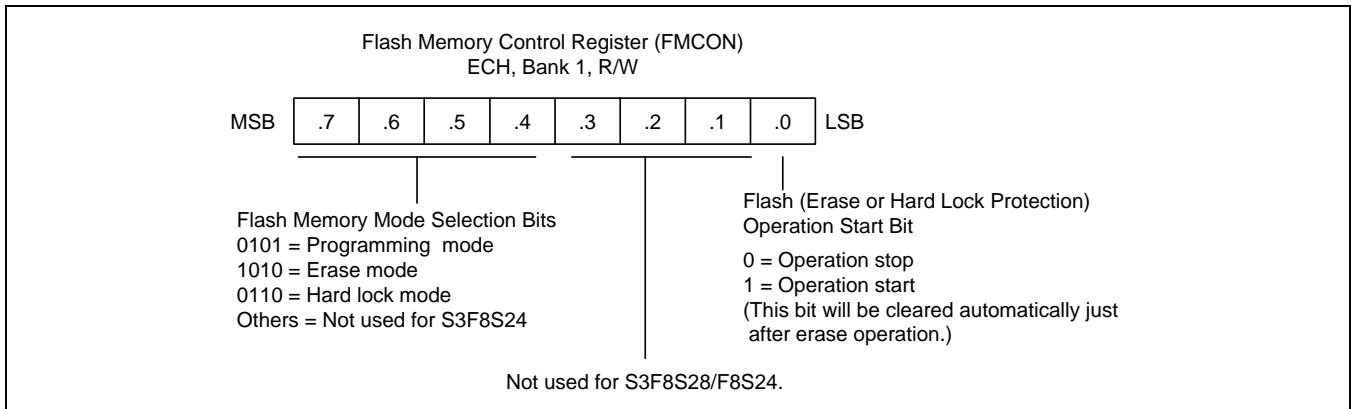 Flash Memory Control Register (FMCON)
ECH, Bank 1, R/W
MSB .7 .6 .5 .4 .3 .2 .1 .0 LSB
Flash Memory Mode Selection Bits
0101 = Programming mode
1010 = Erase mode
0110 = Hard lock mode
Others = Not used for S3F8S24
Flash (Erase or Hard Lock Protection)
Operation Start Bit
0 = Operation stop
1 = Operation start
(This bit will be cleared automatically just
after erase operation.)
Not used for S3F8S28/F8S24.